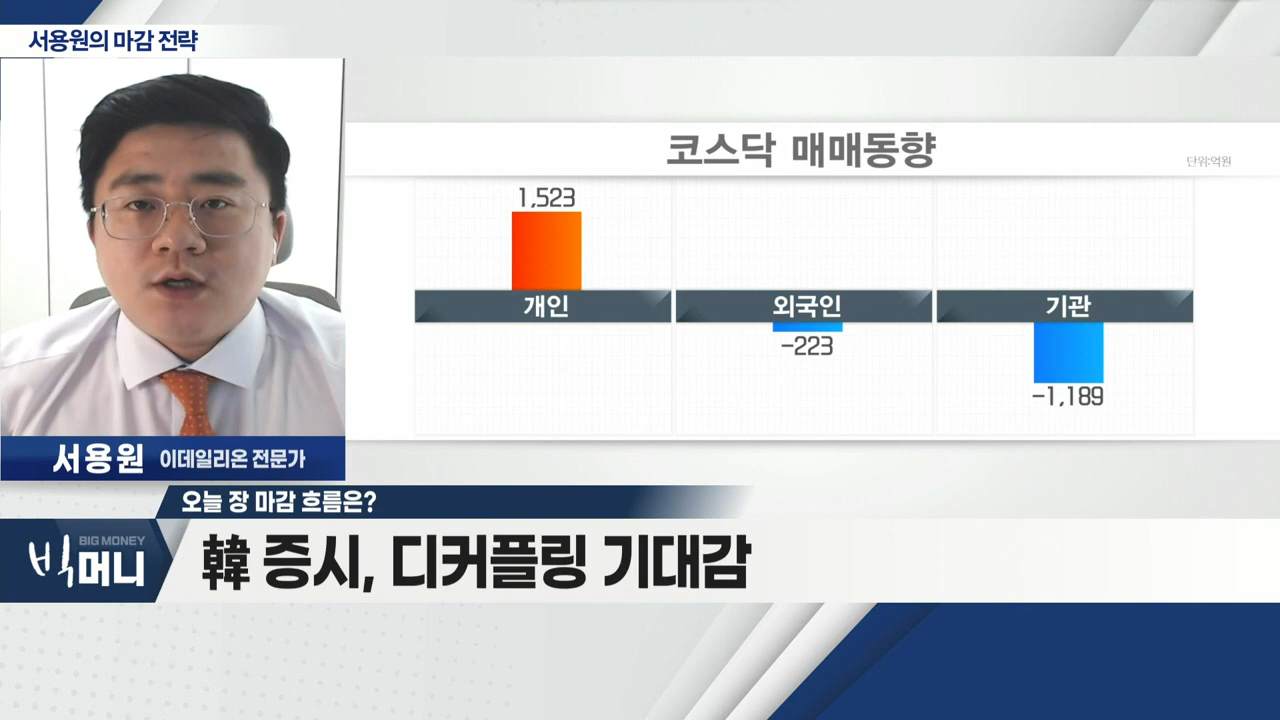 서용원의 마감 전략
코스닥 매매동향
단위:억원
1,523
개인
외국인
기관
-223
-1,189
서용원 이데일리온 전문가
오늘 장 마감 흐름은?
BIG MONEY
빅머니
韓 증시, 디커플링 기대감